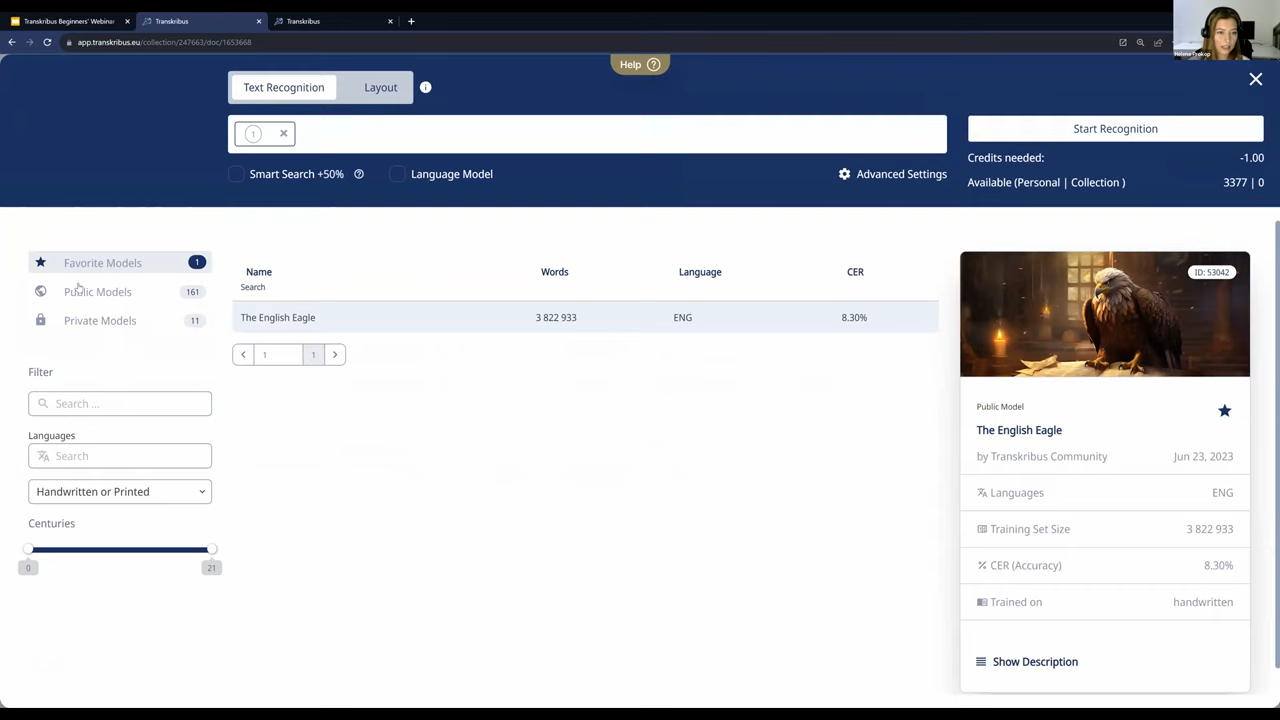 Transkribus Beginners' Webinar
Transkribus
Transkribus
app.transkribus.eu/collection/247663/doc/1653668
Helene Prokop
Help ?
Text Recognition Layout
1
Start Recognition
Credits needed: -1.00
Smart Search +50% Language Model Advanced Settings
Available (Personal | Collection ) 3377 | 0
Favorite Models 1
Public Models 161
Private Models 11
Filter
Search ...
Languages
Search
Handwritten or Printed
Centuries
0 21
Name Words Language CER
Search
The English Eagle 3 822 933 ENG 8.30%
1 1
ID: 53042
Public Model
The English Eagle
by Transkribus Community Jun 23, 2023
Languages ENG
Training Set Size 3 822 933
CER (Accuracy) 8.30%
Trained on handwritten
Show Description